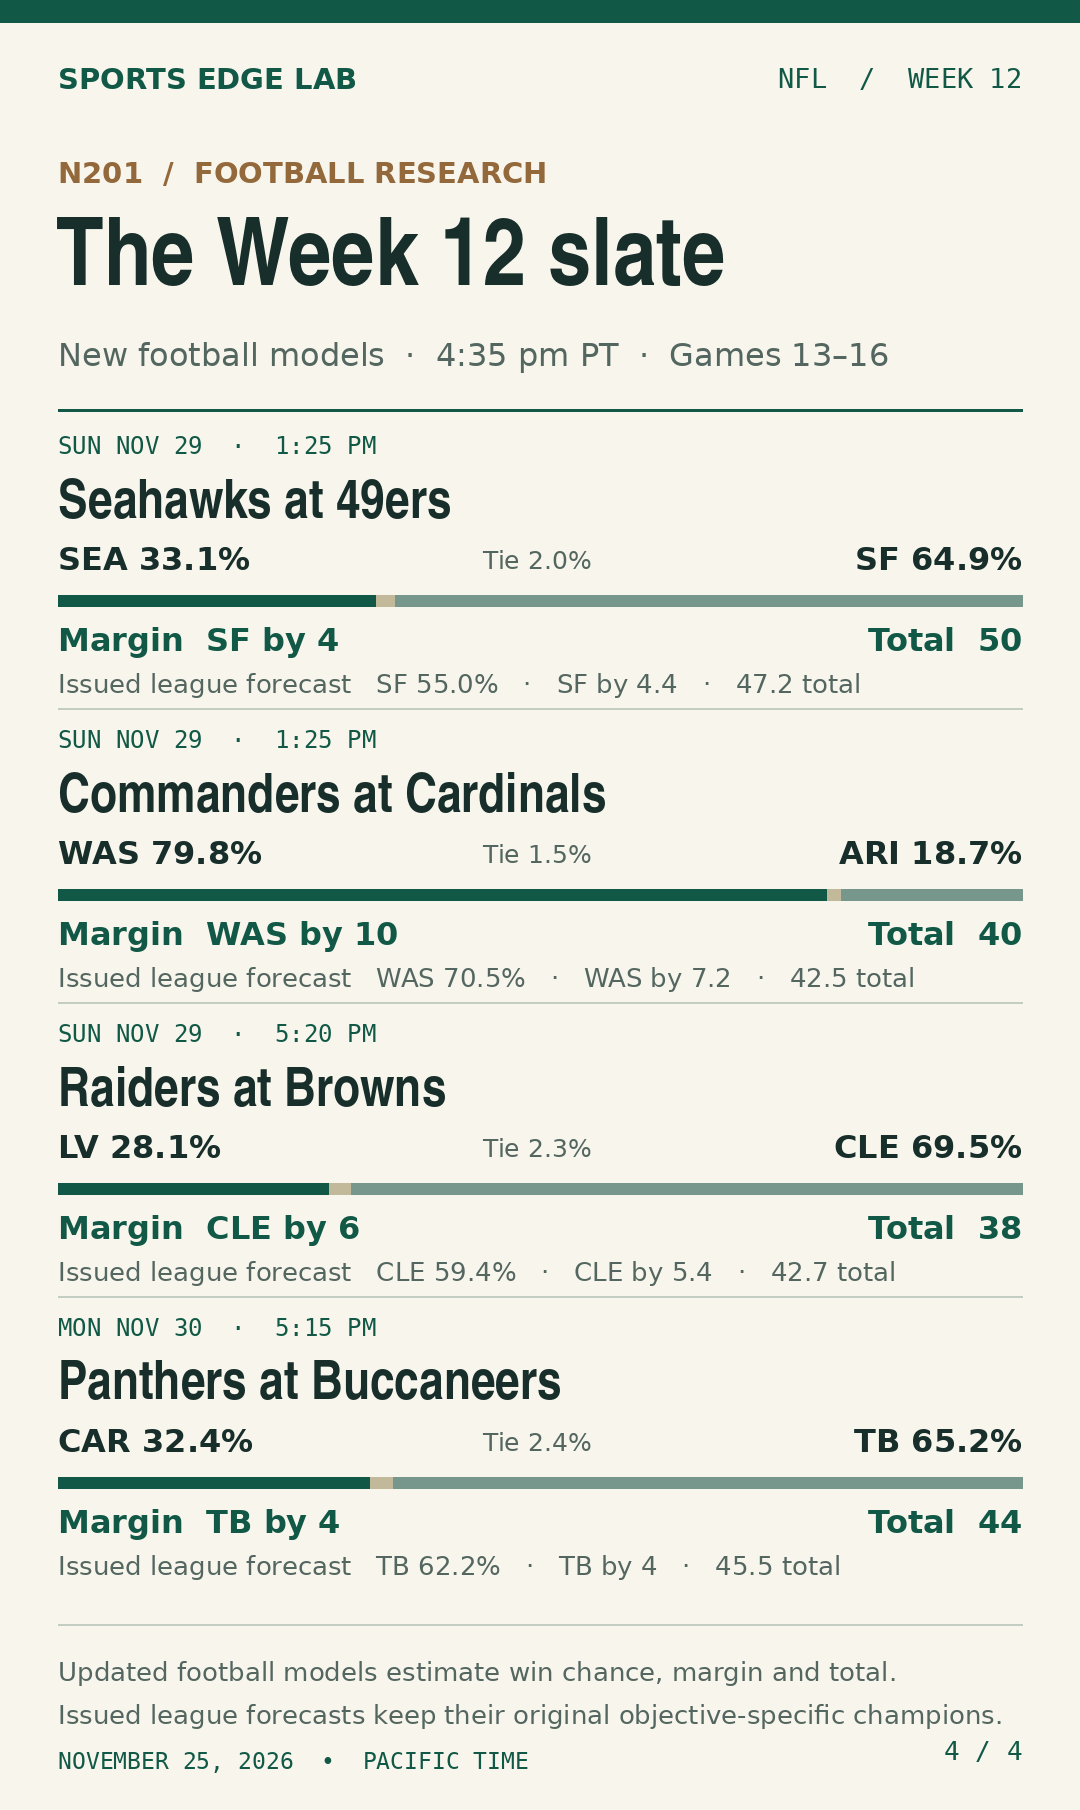 SPORTS EDGE LAB
NFL / WEEK 12
N201 / FOOTBALL RESEARCH
The Week 12 slate
New football models · 4:35 pm PT · Games 13–16
SUN NOV 29 · 1:25 PM
Seahawks at 49ers
SEA 33.1% Tie 2.0% SF 64.9%
Margin SF by 4 Total 50
Issued league forecast SF 55.0% · SF by 4.4 · 47.2 total
SUN NOV 29 · 1:25 PM
Commanders at Cardinals
WAS 79.8% Tie 1.5% ARI 18.7%
Margin WAS by 10 Total 40
Issued league forecast WAS 70.5% · WAS by 7.2 · 42.5 total
SUN NOV 29 · 5:20 PM
Raiders at Browns
LV 28.1% Tie 2.3% CLE 69.5%
Margin CLE by 6 Total 38
Issued league forecast CLE 59.4% · CLE by 5.4 · 42.7 total
MON NOV 30 · 5:15 PM
Panthers at Buccaneers
CAR 32.4% Tie 2.4% TB 65.2%
Margin TB by 4 Total 44
Issued league forecast TB 62.2% · TB by 4 · 45.5 total
Updated football models estimate win chance, margin and total.
Issued league forecasts keep their original objective-specific champions.
NOVEMBER 25, 2026 • PACIFIC TIME
4 / 4